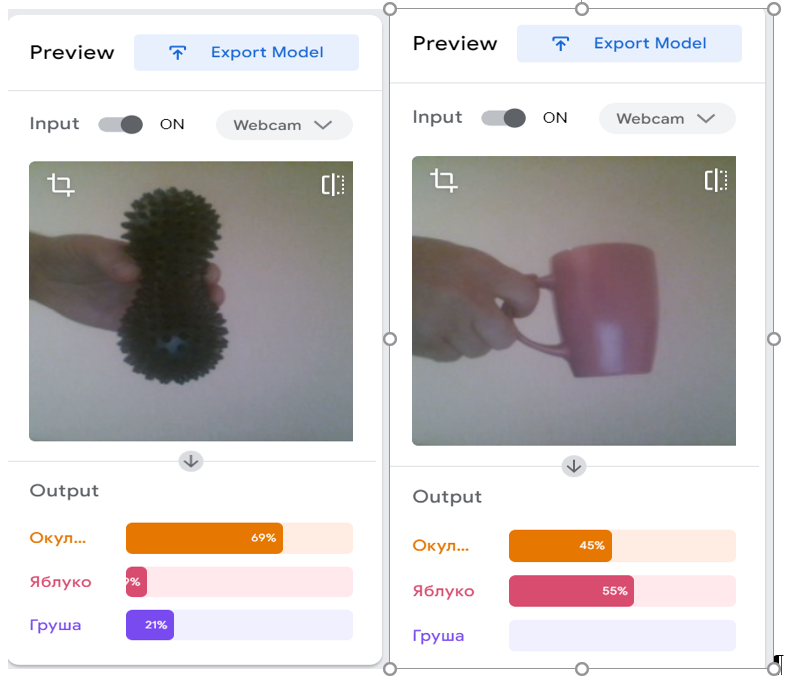 Preview
Export Model
Input
ON
Webcam
Output
Окул...
69%
Яблуко
9%
Груша
21%
Preview
Export Model
Input
ON
Webcam
Output
Окул...
45%
Яблуко
55%
Груша
¶